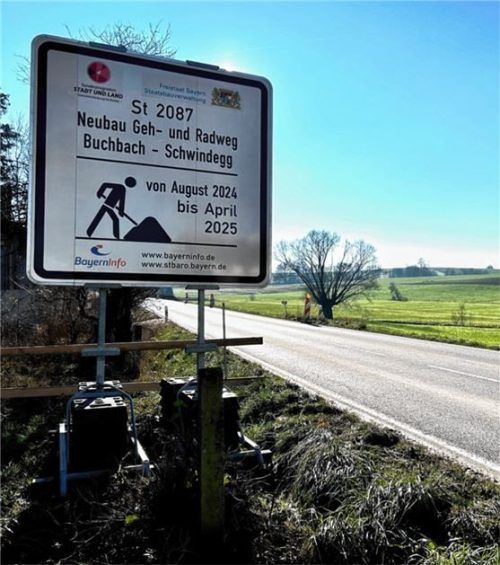 STADT UND LAND
Freistaat Bayern
Staatsbauverwaltung
St 2087
Neubau Geh- und Radweg
Buchbach - Schwindegg
von August 2024
bis April
2025
BayernInfo
www.bayerninfo.de
www.stbaro.bayern.de